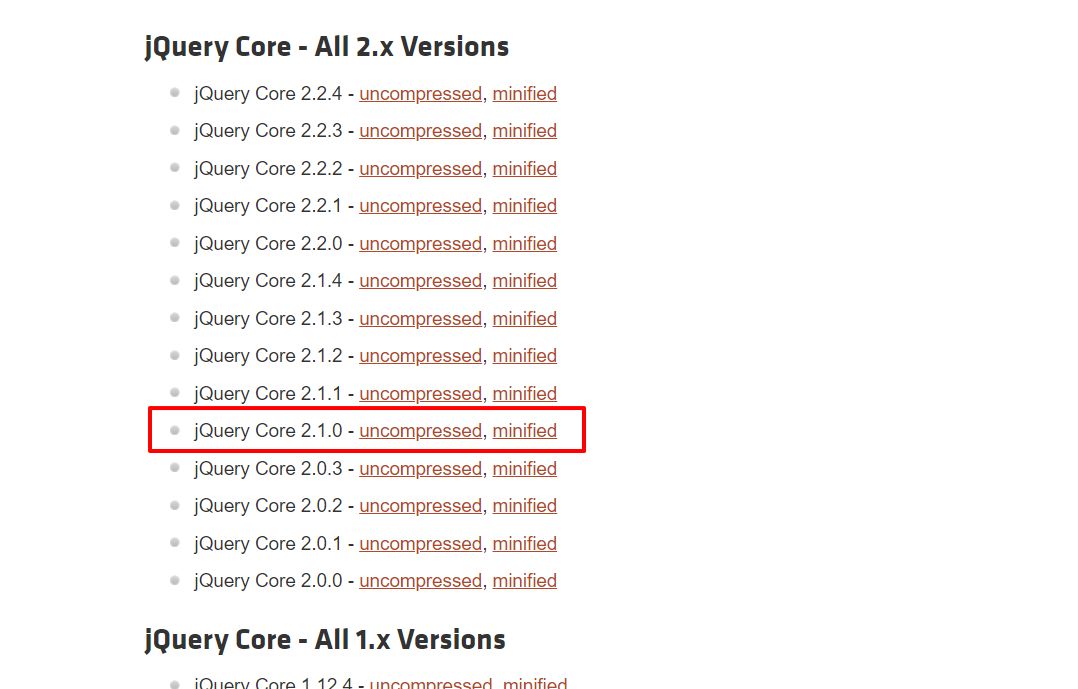 jQuery Core - All 2.x Versions
jQuery Core 2.2.4 - uncompressed, minified
jQuery Core 2.2.3 - uncompressed, minified
jQuery Core 2.2.2 - uncompressed, minified
jQuery Core 2.2.1 - uncompressed, minified
jQuery Core 2.2.0 - uncompressed, minified
jQuery Core 2.1.4 - uncompressed, minified
jQuery Core 2.1.3 - uncompressed, minified
jQuery Core 2.1.2 - uncompressed, minified
jQuery Core 2.1.1 - uncompressed, minified
jQuery Core 2.1.0 - uncompressed, minified
jQuery Core 2.0.3 - uncompressed, minified
jQuery Core 2.0.2 - uncompressed, minified
jQuery Core 2.0.1 - uncompressed, minified
jQuery Core 2.0.0 - uncompressed, minified
jQuery Core - All 1.x Versions
jQuery Core 1.12.4 - uncompressed, minified